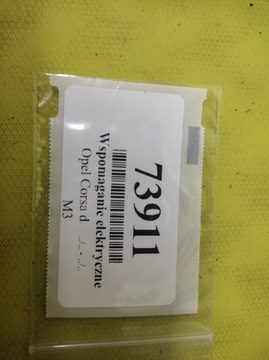 73911
Wspomaganie elektryczne
Opel Corsa d ../.. - ../..
M3